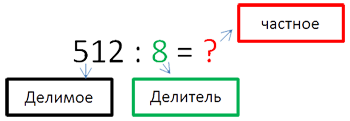 частное
512 : 8 = ?
Делимое
Делитель